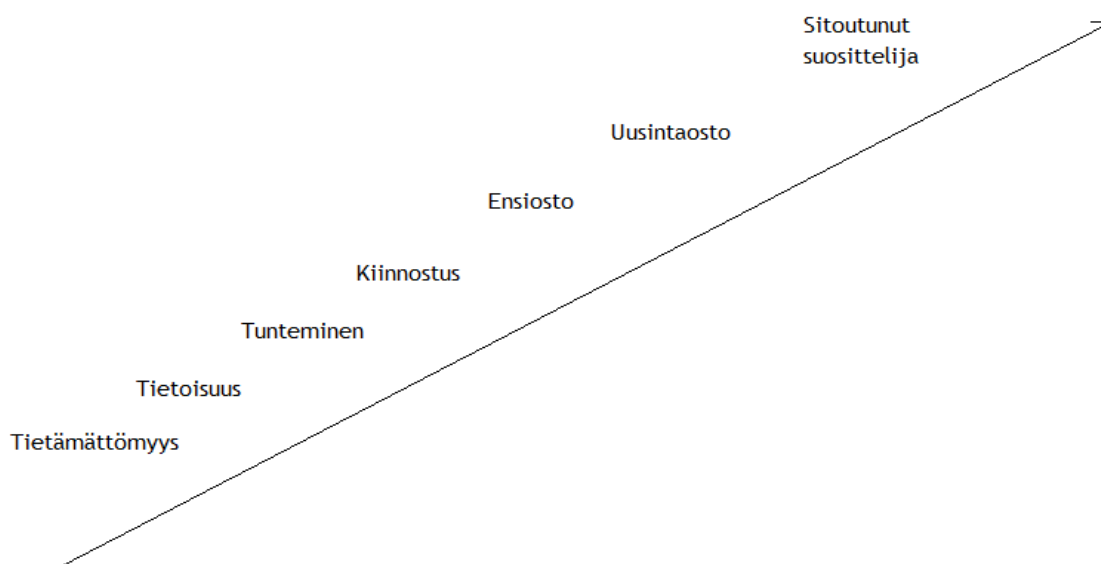 Sitoutunut
suosittelija
Uusintaosto
Ensiosto
Kiinnostus
Tunteminen
Tietoisuus
Tietämättömyys